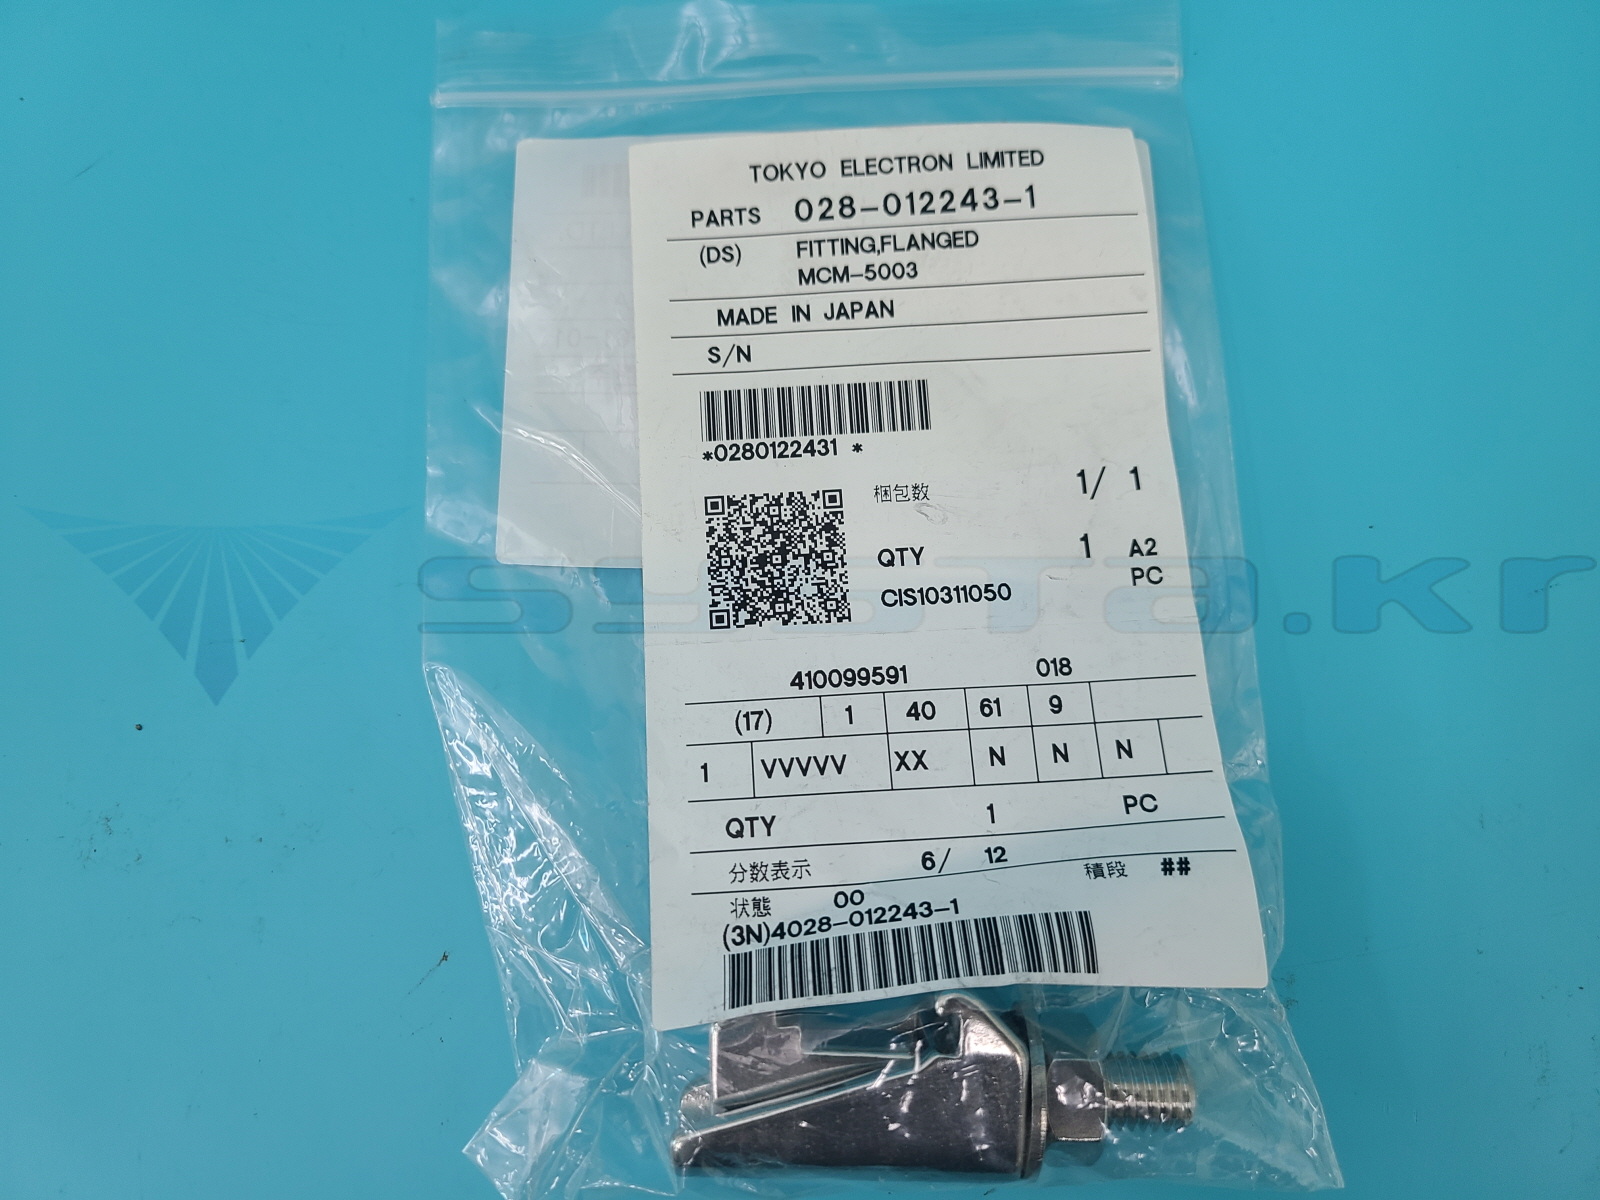 TOKYO ELECTRON LIMITED
PARTS 028-012243-1
(DS) FITTING,FLANGED
MCM-5003
MADE IN JAPAN
S/N
*0280122431 *
梱包数 1/ 1
QTY 1 A2
PC
CIS10311050
systa.kr
410099591 018
(17) 1 40 61 9
1 VVVVV XX N N N
QTY 1 PC
分数表示 6/ 12 積段 ##
状態 00
(3N)4028-012243-1